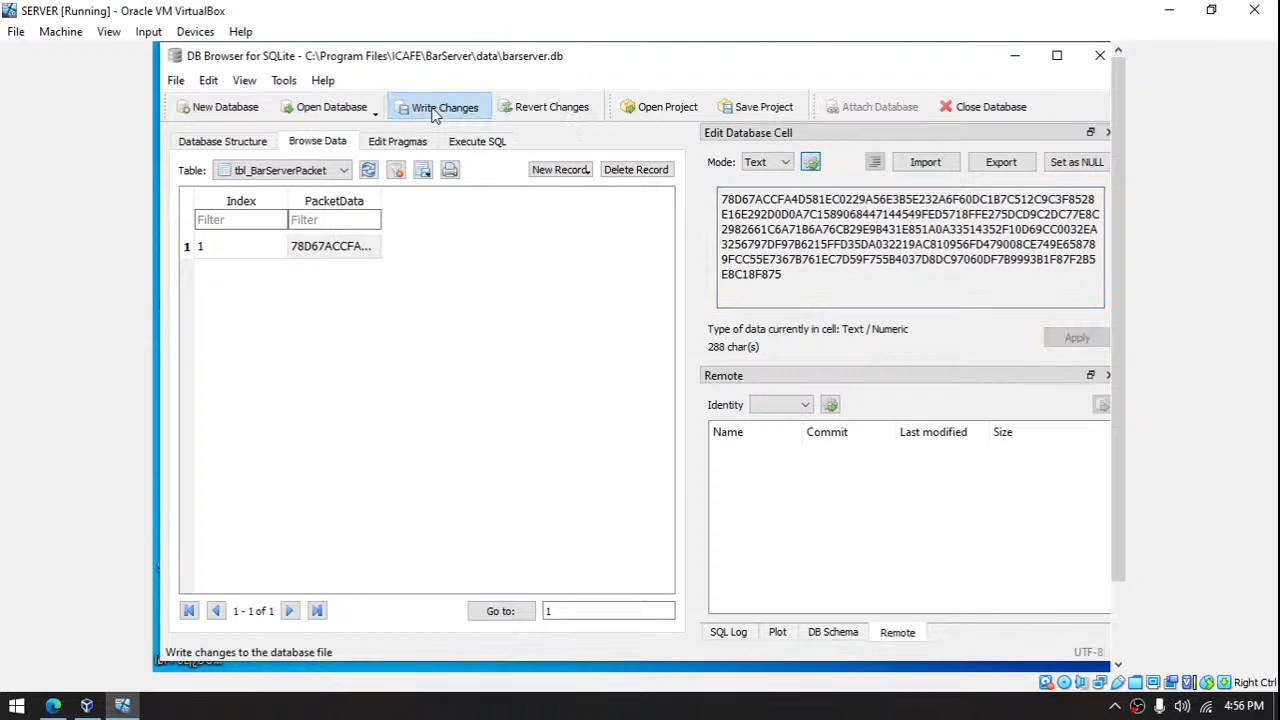 SERVER [Running] - Oracle VM VirtualBox
File Machine View Input Devices Help
DB Browser for SQLite - C:\Program Files\ICAFE\BarServer\data\barserver.db
File Edit View Tools Help
New Database Open Database Write Changes Revert Changes Open Project Save Project Attach Database Close Database
Database Structure Browse Data Edit Pragmas Execute SQL
Table: tbl_BarServerPacket New Record Delete Record
Index PacketData
Filter Filter
1 1 78D67ACCFA...
1 - 1 of 1 Go to: 1
Write changes to the database file
Edit Database Cell
Mode: Text Import Export Set as NULL
78D67ACCFA4D581EC0229A56E3B5E232A6F60DC1B7C512C9C3F8528
E16E292D0D0A7C1589068447144549FED5718FFE275DCD9C2DC77E8C
2982661C6A71B6A76CB29E9B431E851A0A33514352F10D69CC0032EA
3256797DF97B6215FFD35DA032219AC810956FD479008CE749E65878
9FCC55E7367B761EC7D59F755B4037D8DC97060DF7B9993B1F87F2B5
E8C18F875
Type of data currently in cell: Text / Numeric
288 char(s)
Apply
Remote
Identity
Name Commit Last modified Size
SQL Log Plot DB Schema Remote
UTF-8
Right Ctrl
4:56 PM